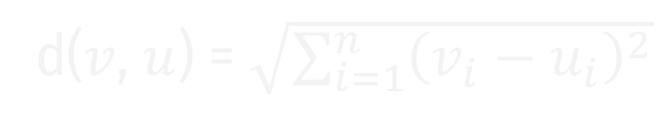 d(v, u) = √∑ⁿᵢ₌₁(vᵢ − uᵢ)²